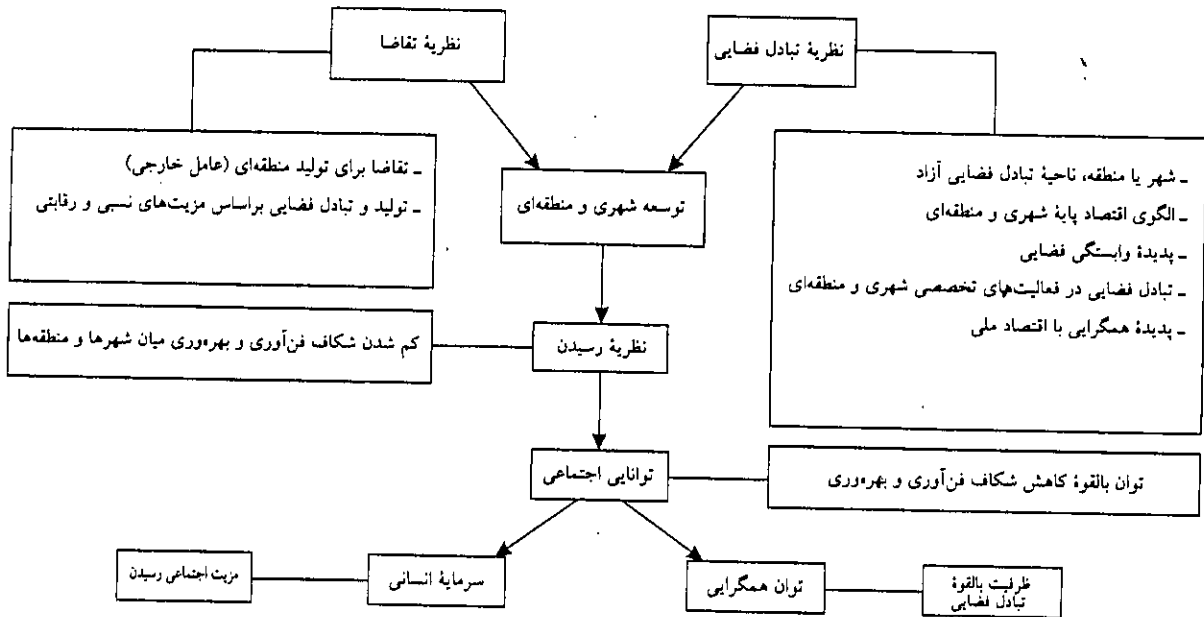 نظریهٔ تبادل فضایی
نظریهٔ تقاضا
ـ شهر یا منطقه، ناحیهٔ تبادل فضایی آزاد
ـ الگوی اقتصاد پایهٔ شهری و منطقه‌ای
ـ پدیدهٔ وابستگی فضایی
ـ تبادل فضایی در فعالیت‌های تخصصی شهری و منطقه‌ای
ـ پدیدهٔ همگرایی با اقتصاد ملی
توسعه شهری و منطقه‌ای
ـ تقاضا برای تولید منطقه‌ای (عامل خارجی)
ـ تولید و تبادل فضایی براساس مزیت‌های نسبی و رقابتی
نظریهٔ رسیدن
کم شدن شکاف فن‌آوری و بهره‌وری میان شهرها و منطقه‌ها
توان بالقوهٔ کاهش شکاف فن‌آوری و بهره‌وری
توانایی اجتماعی
ظرفیت بالقوهٔ
تبادل فضایی
توان همگرایی
سرمایهٔ انسانی
مزیت اجتماعی رسیدن